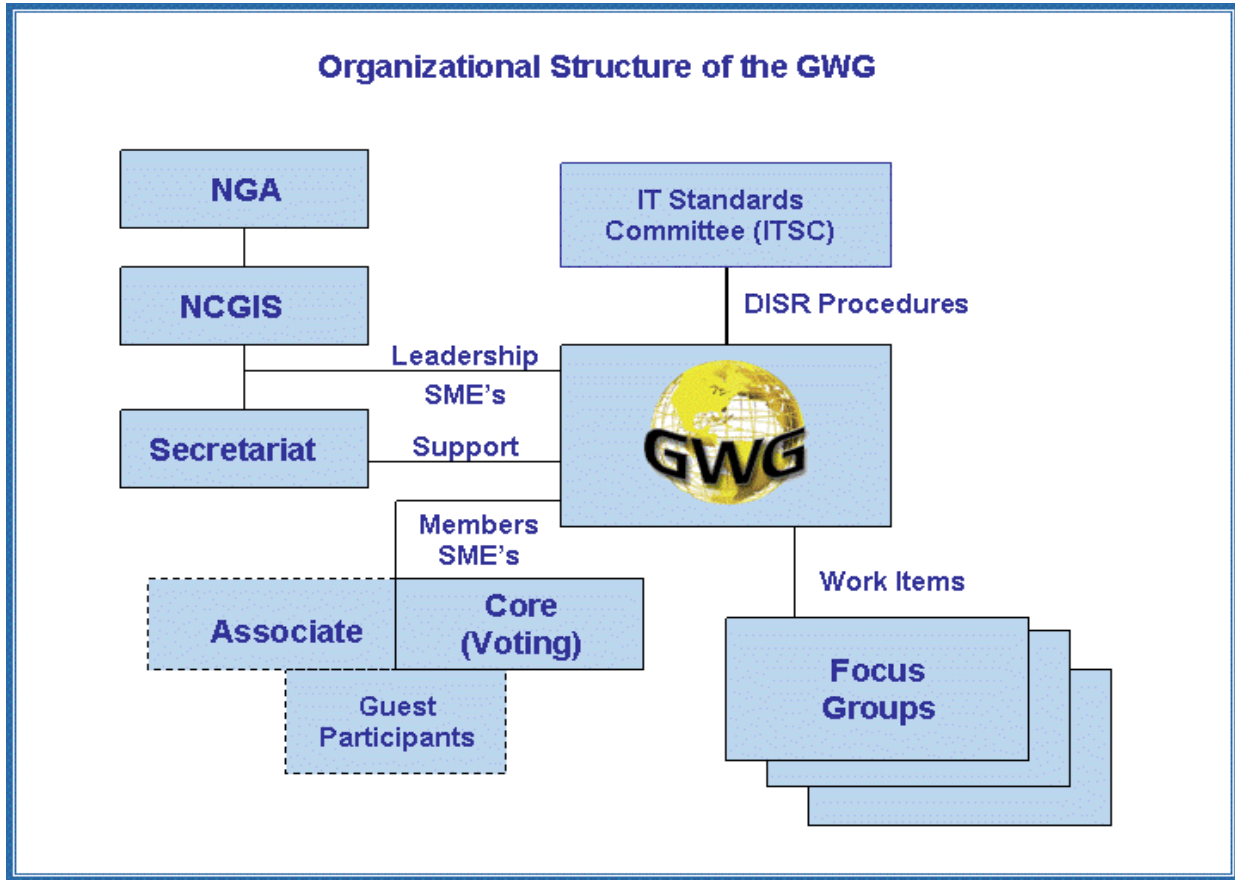 Organizational Structure of the GWG
NGA
IT Standards
Committee (ITSC)
NCGIS
DISR Procedures
Leadership
SME's
GWG
Secretariat
Support
Members
SME's
Associate
Core
(Voting)
Guest
Participants
Work Items
Focus
Groups